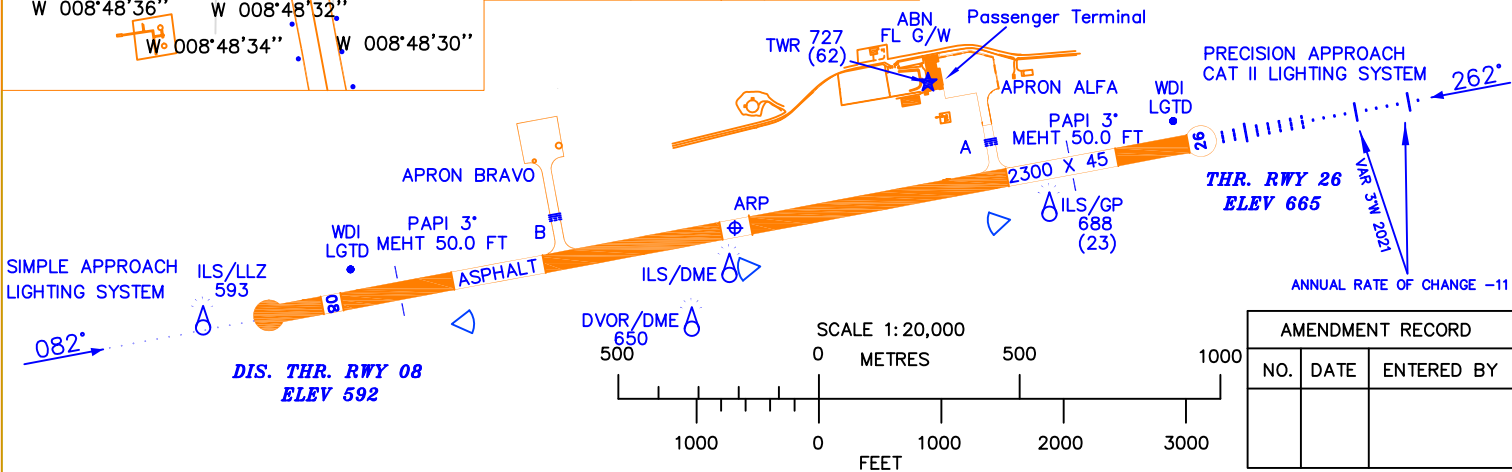 W 008°48'36''
W 008°48'32''
W 008°48'34''
W 008°48'30''
ABN
FL G/W
Passenger Terminal
TWR 727
(62)
PRECISION APPROACH
CAT II LIGHTING SYSTEM
262°
APRON ALFA
WDI
LGTD
PAPI 3°
MEHT 50.0 FT
A
26
2300 X 45
APRON BRAVO
THR. RWY 26
ELEV 665
VAR 3°W 2021
ARP
ILS/GP
688
(23)
WDI
LGTD
PAPI 3°
MEHT 50.0 FT
B
SIMPLE APPROACH
LIGHTING SYSTEM
ILS/LLZ
593
ASPHALT
ILS/DME
ANNUAL RATE OF CHANGE -11
08
082°
DVOR/DME
650
DIS. THR. RWY 08
ELEV 592
SCALE 1:20,000
METRES
500 0 500 1000
1000 0 1000 2000 3000
FEET
AMENDMENT RECORD
NO. DATE ENTERED BY